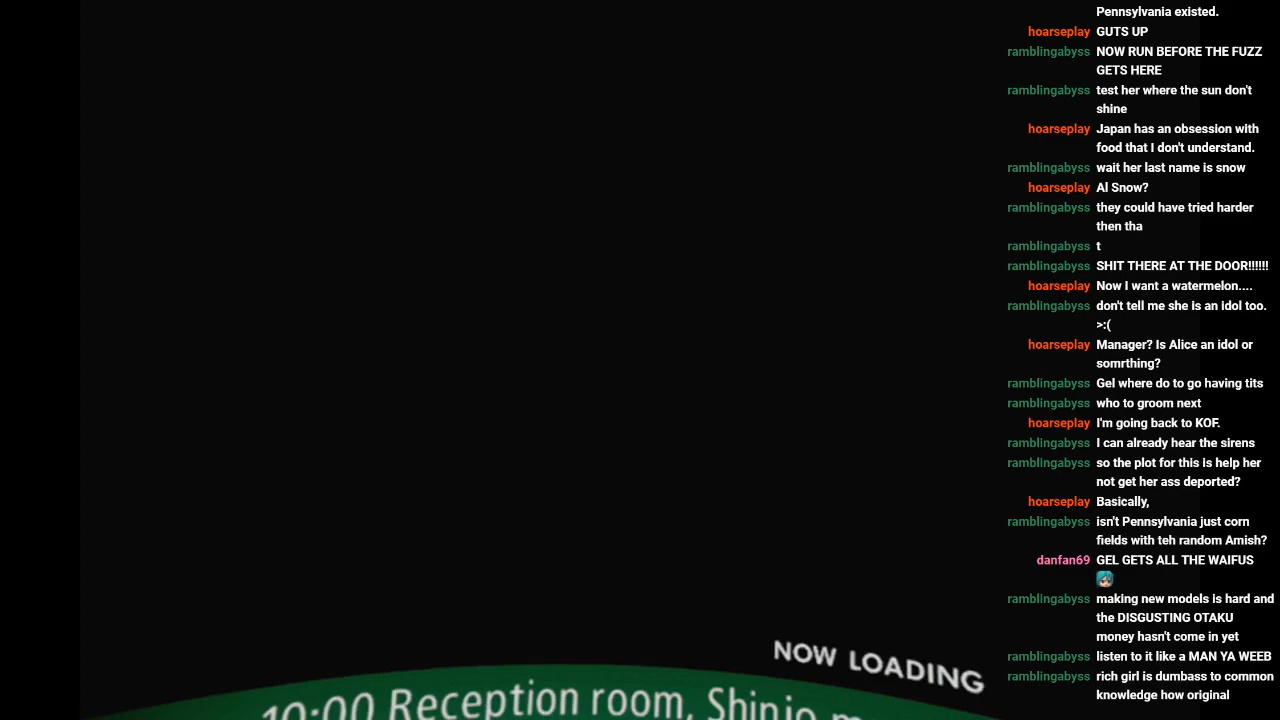 Pennsylvania existed.
hoarseplay GUTS UP
ramblingabyss NOW RUN BEFORE THE FUZZ
GETS HERE
ramblingabyss test her where the sun don't
shine
hoarseplay Japan has an obsession with
food that I don't understand.
ramblingabyss wait her last name is snow
hoarseplay Al Snow?
ramblingabyss they could have tried harder
then tha
ramblingabyss t
ramblingabyss SHIT THERE AT THE DOOR!!!!!!
hoarseplay Now I want a watermelon....
ramblingabyss don't tell me she is an idol too.
>:(
hoarseplay Manager? Is Alice an idol or
somrthing?
ramblingabyss Gel where do to go having tits
ramblingabyss who to groom next
hoarseplay I'm going back to KOF.
ramblingabyss I can already hear the sirens
ramblingabyss so the plot for this is help her
not get her ass deported?
hoarseplay Basically,
ramblingabyss isn't Pennsylvania just corn
fields with teh random Amish?
danfan69 GEL GETS ALL THE WAIFUS
ramblingabyss making new models is hard and
the DISGUSTING OTAKU
money hasn't come in yet
ramblingabyss listen to it like a MAN YA WEEB
ramblingabyss rich girl is dumbass to common
knowledge how original
NOW LOADING
10:00 Reception room, Shinjo